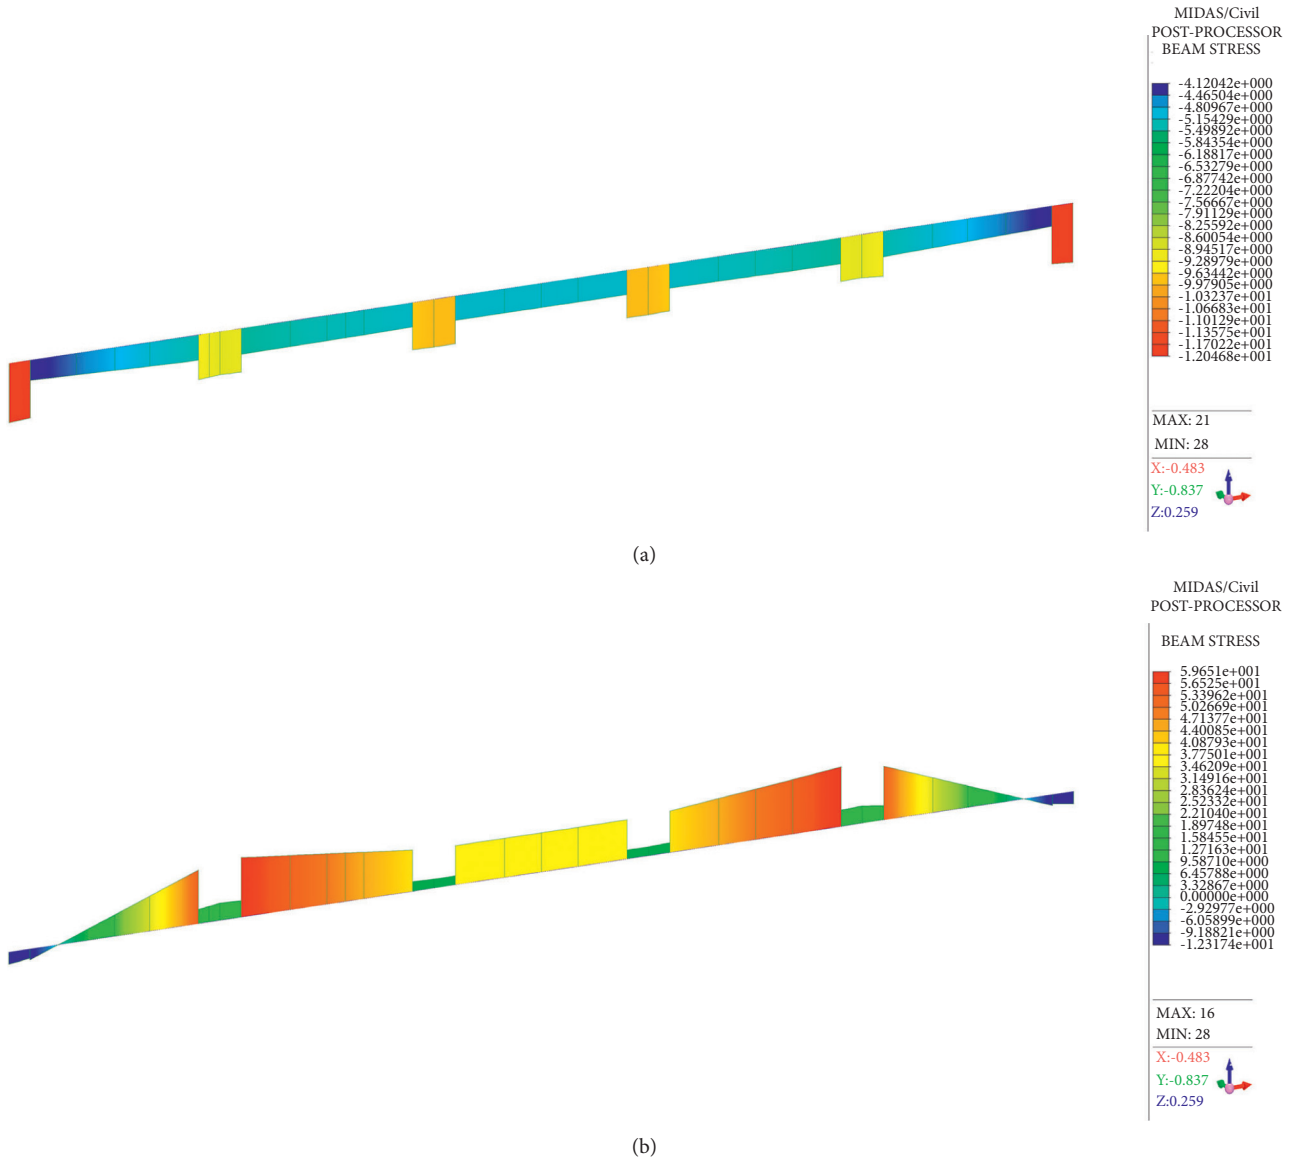 MIDAS/Civil
POST-PROCESSOR
BEAM STRESS
-4.12042e+000
-4.46504e+000
-4.80967e+000
-5.15429e+000
-5.49892e+000
-5.84354e+000
-6.18817e+000
-6.53279e+000
-6.87742e+000
-7.22204e+000
-7.56667e+000
-7.91129e+000
-8.25592e+000
-8.60054e+000
-8.94517e+000
-9.28979e+000
-9.63442e+000
-9.97905e+000
-1.03237e+001
-1.06683e+001
-1.10129e+001
-1.13575e+001
-1.17022e+001
-1.20468e+001
MAX: 21
MIN: 28
X:-0.483
Y:-0.837
Z:0.259
(a)
MIDAS/Civil
POST-PROCESSOR
BEAM STRESS
5.9651e+001
5.6525e+001
5.33962e+001
5.02669e+001
4.71377e+001
4.40085e+001
4.08793e+001
3.77501e+001
3.46209e+001
3.14916e+001
2.83624e+001
2.52332e+001
2.21040e+001
1.89748e+001
1.58455e+001
1.27163e+001
9.58710e+000
6.45788e+000
3.32867e+000
0.00000e+000
-2.92977e+000
-6.05899e+000
-9.18821e+000
-1.23174e+001
MAX: 16
MIN: 28
X:-0.483
Y:-0.837
Z:0.259
(b)